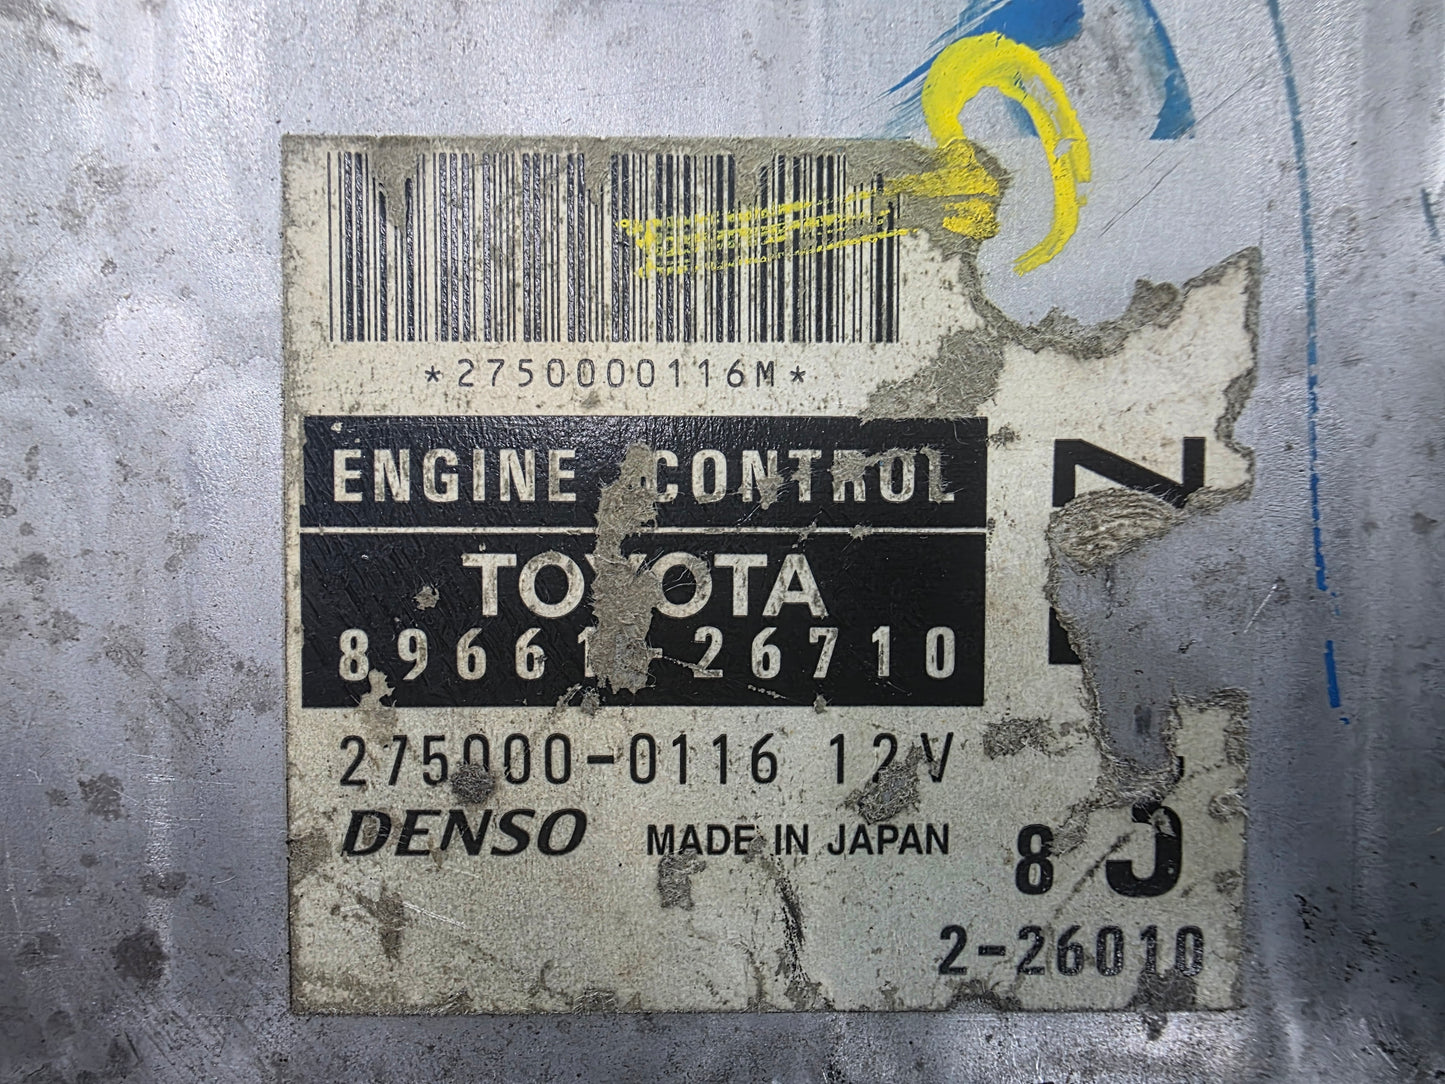 *2750000116M*
ENGINE CONTROL
TOYOTA
89661-26710
275000-0116 12V
DENSO MADE IN JAPAN
8
2-26010